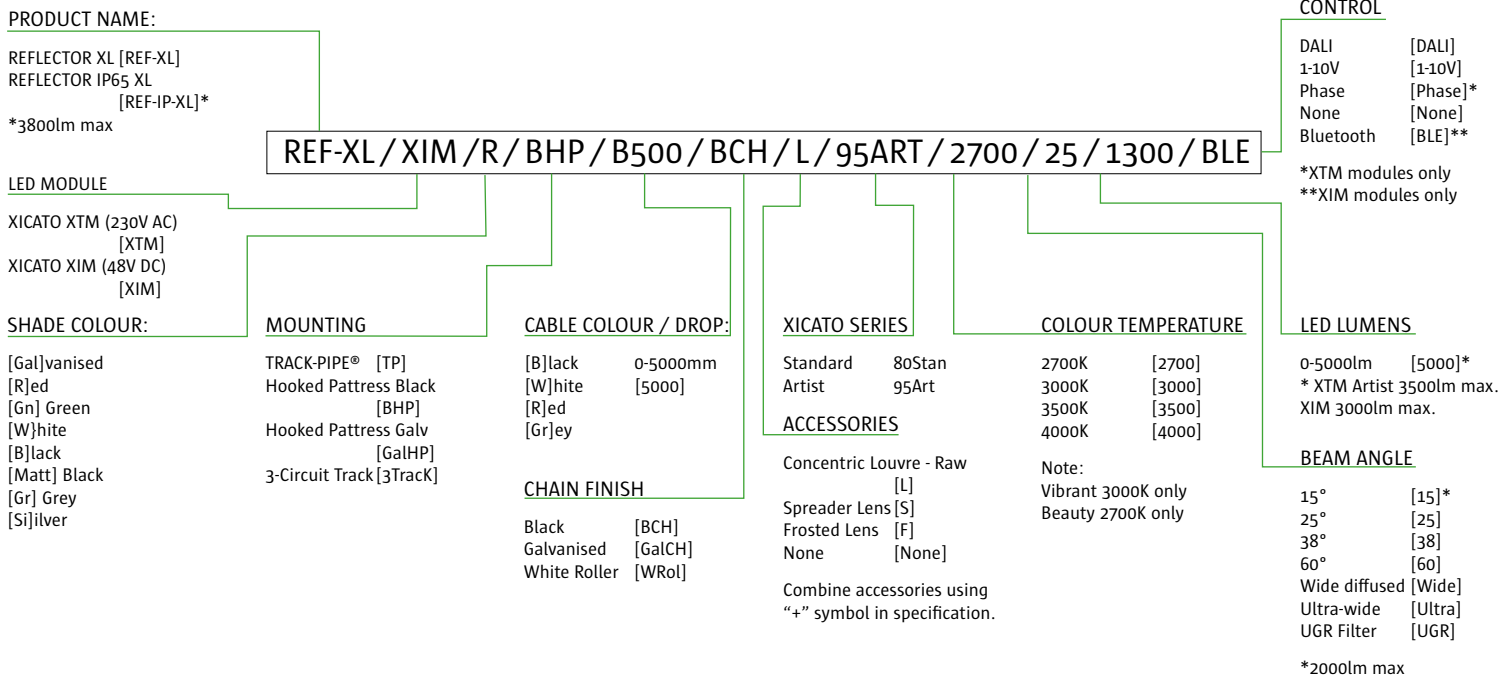 PRODUCT NAME:
REFLECTOR XL [REF-XL]
REFLECTOR IP65 XL
[REF-IP-XL]*
*3800lm max
CONTROL
DALI [DALI]
1-10V [1-10V]
Phase [Phase]*
None [None]
Bluetooth [BLE]**
*XTM modules only
**XIM modules only
REF-XL/XIM/R/BHP/B500/BCH/L/95ART/2700/25/1300/BLE
LED MODULE
XICATO XTM (230V AC)
[XTM]
XICATO XIM (48V DC)
[XIM]
SHADE COLOUR:
[Gal]vanised
[R]ed
[Gn] Green
[W}hite
[B]lack
[Matt] Black
[Gr] Grey
[Si]ilver
MOUNTING
TRACK-PIPE® [TP]
Hooked Pattress Black
[BHP]
Hooked Pattress Galv
[GalHP]
3-Circuit Track [3TracK]
CABLE COLOUR / DROP:
[B]lack 0-5000mm
[W]hite [5000]
[R]ed
[Gr]ey
CHAIN FINISH
Black [BCH]
Galvanised [GalCH]
White Roller [WRol]
XICATO SERIES
Standard 80Stan
Artist 95Art
ACCESSORIES
Concentric Louvre - Raw
[L]
Spreader Lens [S]
Frosted Lens [F]
None [None]
Combine accessories using
“+” symbol in specification.
COLOUR TEMPERATURE
2700K [2700]
3000K [3000]
3500K [3500]
4000K [4000]
Note:
Vibrant 3000K only
Beauty 2700K only
LED LUMENS
0-5000lm [5000]*
* XTM Artist 3500lm max.
XIM 3000lm max.
BEAM ANGLE
15° [15]*
25° [25]
38° [38]
60° [60]
Wide diffused [Wide]
Ultra-wide [Ultra]
UGR Filter [UGR]
*2000lm max